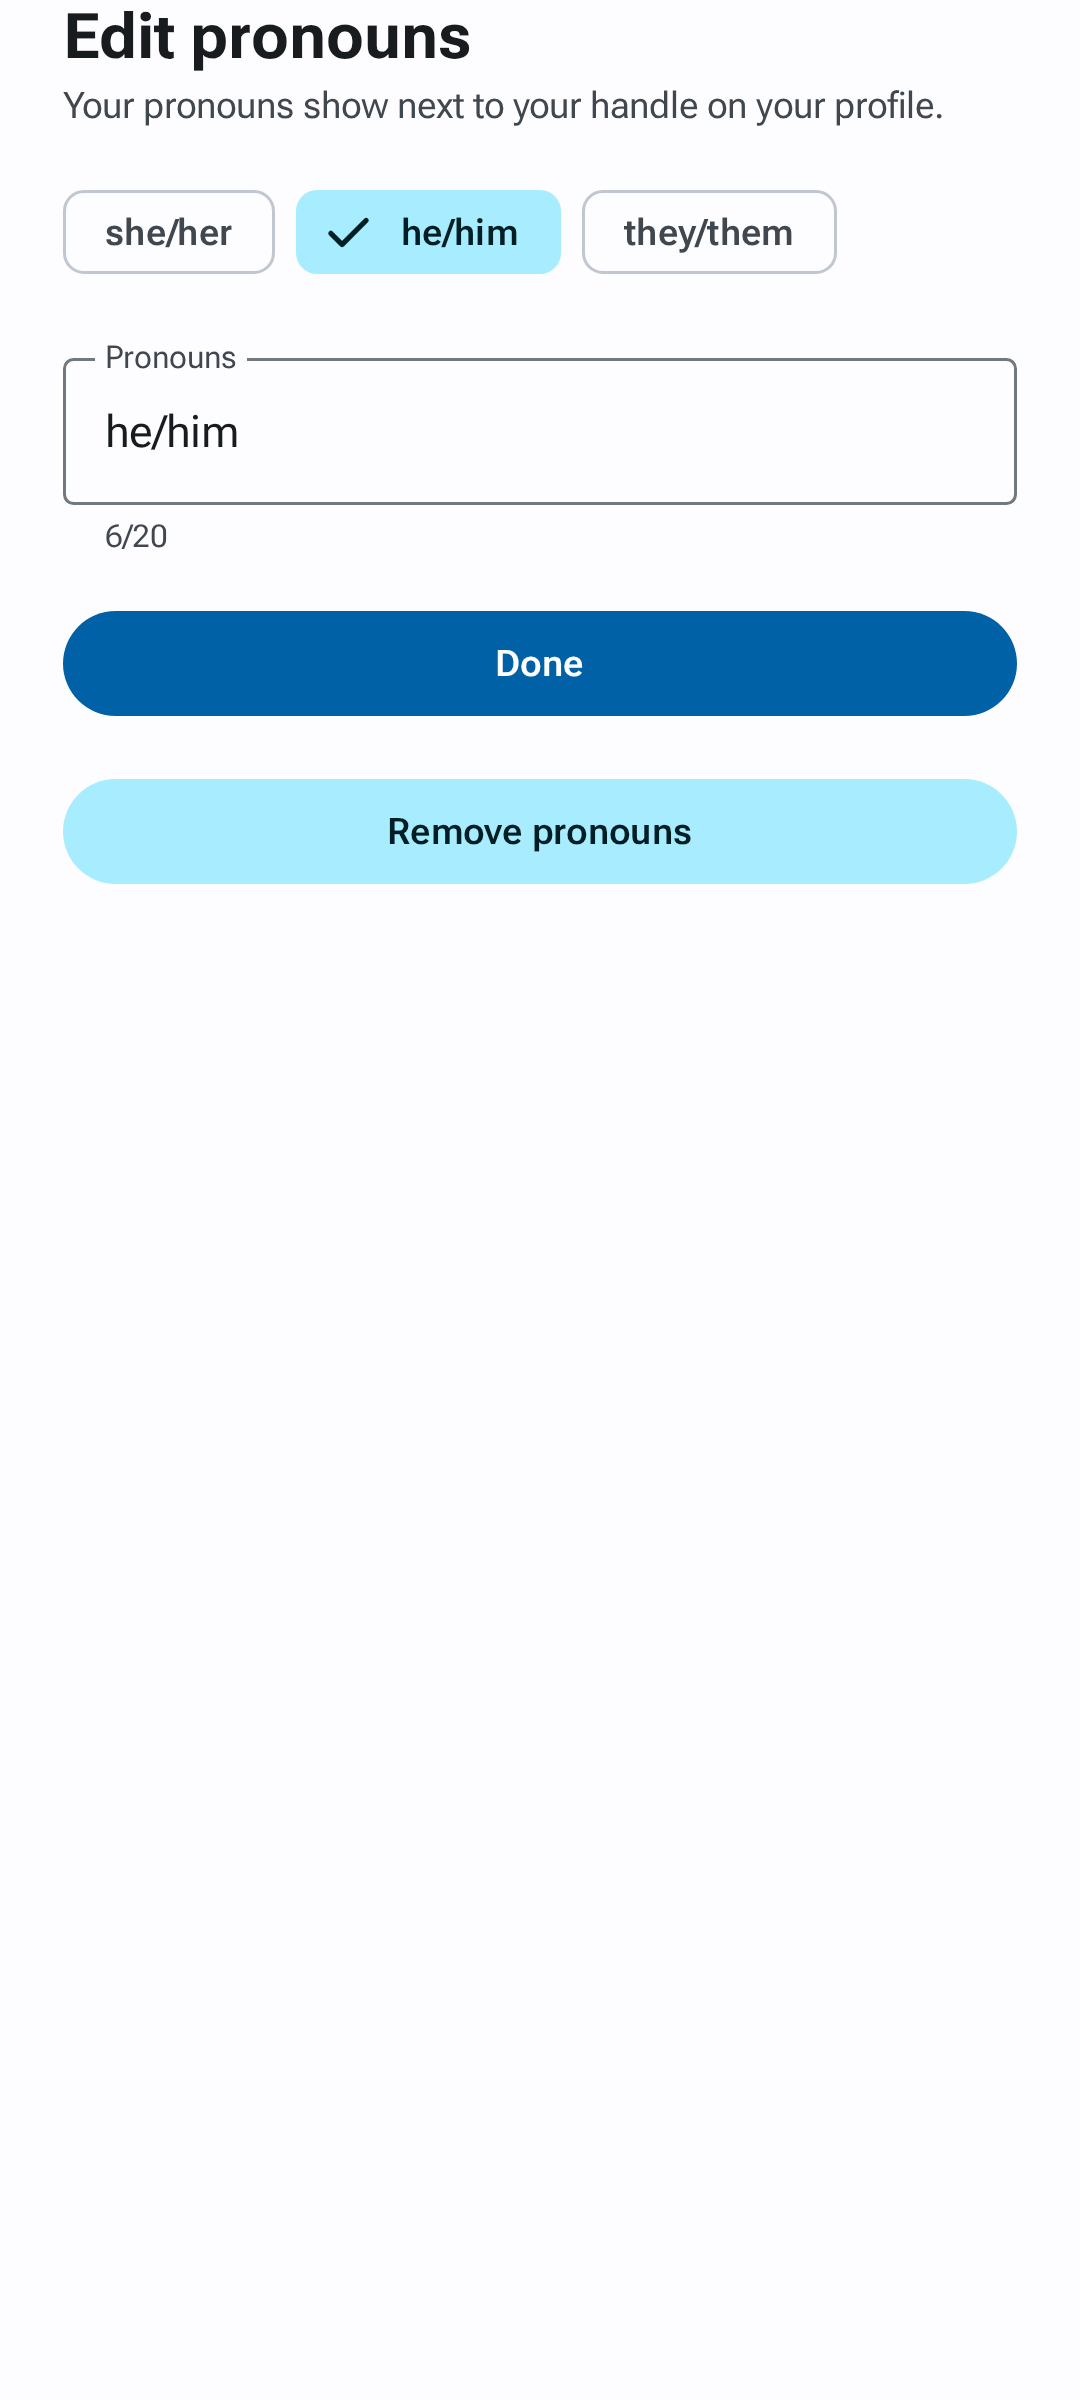 Edit pronouns
Your pronouns show next to your handle on your profile.
she/her he/him they/them
Pronouns
he/him
6/20
Done
Remove pronouns